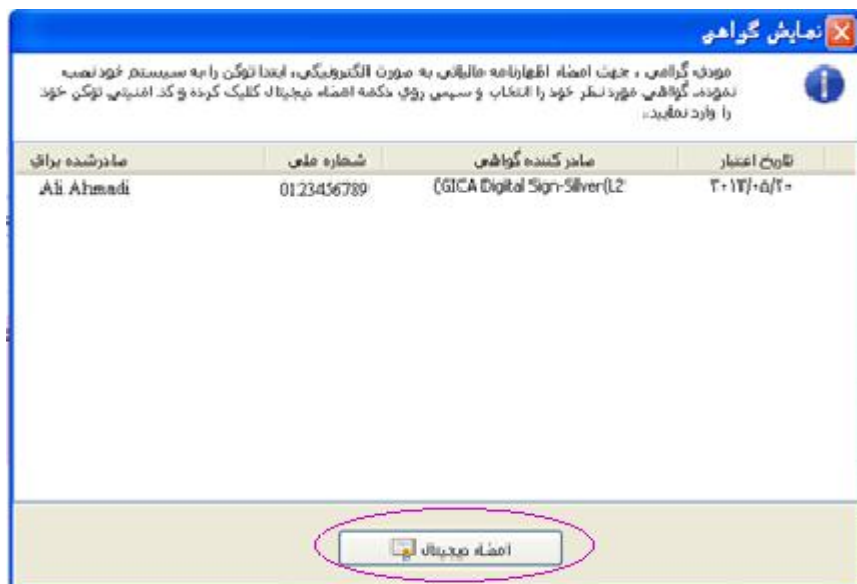 نمایش گواهی
مودی گرامی ، جهت امضاء اظهارنامه مالیاتی به صورت الکترونیکی، ابتدا توکن را به سیستم خود نصب
نموده، گواهی مورد نظر خود را انتخاب و سپس روی دکمه امضاء دیجیتال کلیک کرده و کد امنیتی توکن خود
را وارد نمایید.
تاریخ اعتبار صادر کننده گواهی شماره ملی صادرشده برای
۲۰۱۳/۰۵/۲۰ (GICA Digital Sign-Silver(L2 0123456789 Ali Ahmadi
امضاء دیجیتال